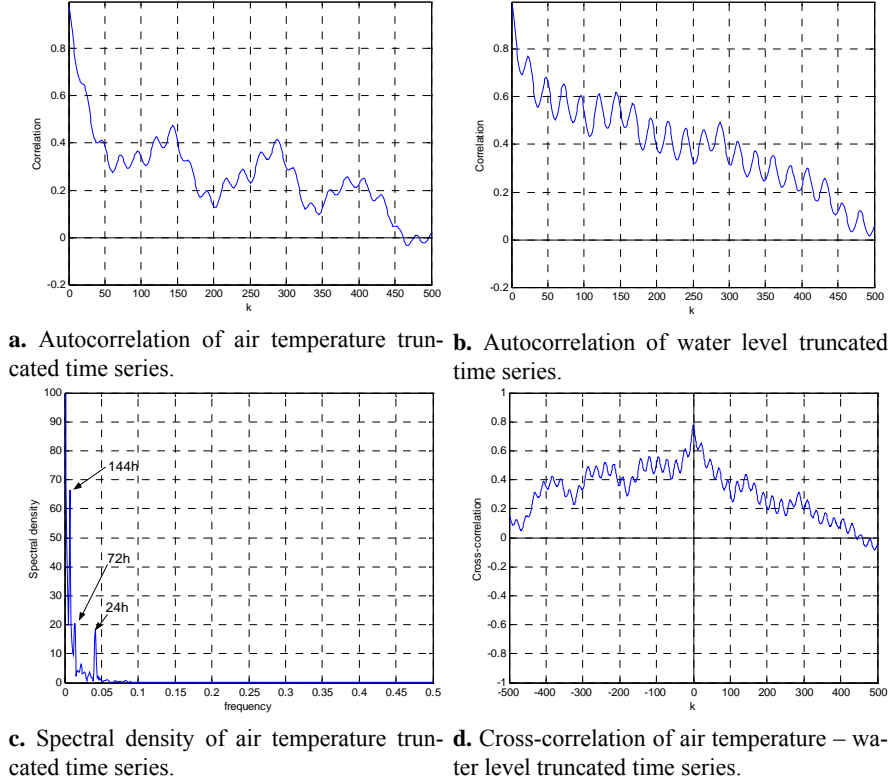 0.8
0.6
0.4
0.2
0
-0.2
Correlation
0 50 100 150 200 250 300 350 400 450 500
k
a. Autocorrelation of air temperature trun-
cated time series.
0.8
0.6
0.4
0.2
0
-0.2
Correlation
0 50 100 150 200 250 300 350 400 450 500
k
b. Autocorrelation of water level truncated
time series.
100
90
80
70
60
50
40
30
20
10
0
Spectral density
144h
72h
24h
0 0.05 0.1 0.15 0.2 0.25 0.3 0.35 0.4 0.45 0.5
frequency
c. Spectral density of air temperature trun-
cated time series.
1
0.8
0.6
0.4
0.2
0
-0.2
-0.4
-0.6
-0.8
-1
Cross-correlation
-500 -400 -300 -200 -100 0 100 200 300 400 500
k
d. Cross-correlation of air temperature – wa-
ter level truncated time series.